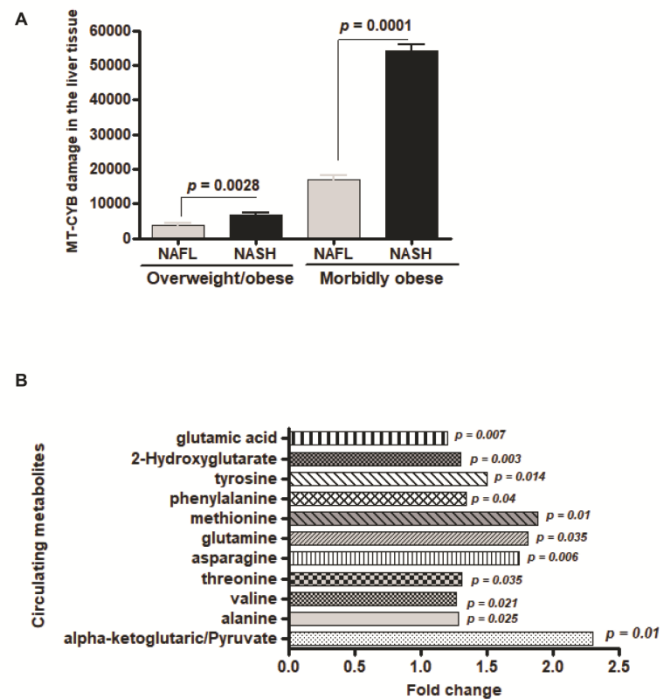 A
MT-CYB damage in the liver tissue
60000
50000
40000
30000
20000
10000
0
p = 0.0001
p = 0.0028
NAFL NASH NAFL NASH
Overweight/obese Morbidly obese
B
Circulating metabolites
glutamic acid p = 0.007
2-Hydroxyglutarate p = 0.003
tyrosine p = 0.014
phenylalanine p = 0.04
methionine p = 0.01
glutamine p = 0.035
asparagine p = 0.006
threonine p = 0.035
valine p = 0.021
alanine p = 0.025
alpha-ketoglutaric/Pyruvate p = 0.01
0.0 0.5 1.0 1.5 2.0 2.5
Fold change